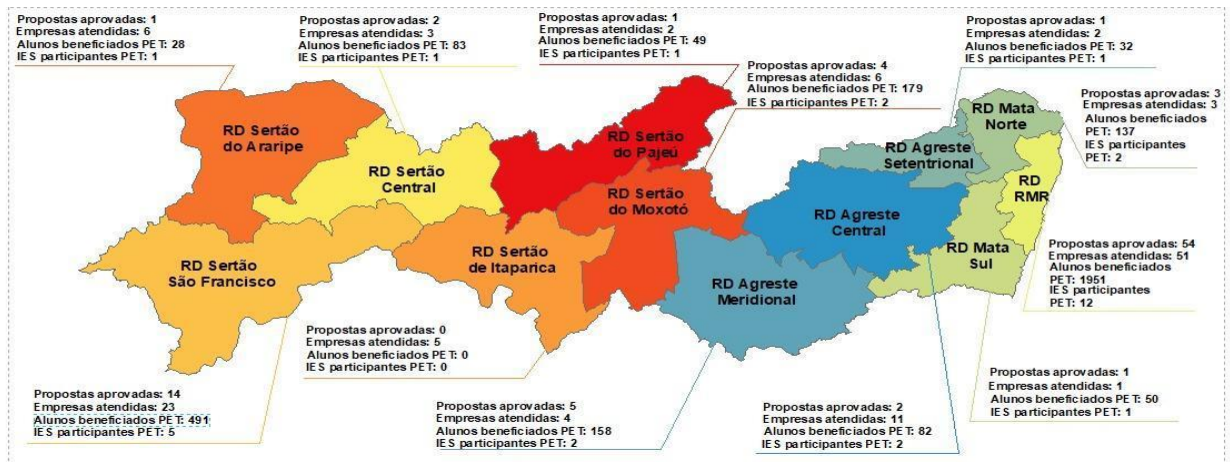 Propostas aprovadas: 1
Empresas atendidas: 6
Alunos beneficiados PET: 28
IES participantes PET: 1
Propostas aprovadas: 2
Empresas atendidas: 3
Alunos beneficiados PET: 83
IES participantes PET: 1
Propostas aprovadas: 1
Empresas atendidas: 2
Alunos beneficiados PET: 49
IES participantes PET: 1
Propostas aprovadas: 4
Empresas atendidas: 6
Alunos beneficiados PET: 179
IES participantes PET: 2
Propostas aprovadas: 1
Empresas atendidas: 2
Alunos beneficiados PET: 32
IES participantes PET: 1
Propostas aprovadas: 3
Empresas atendidas: 3
Alunos beneficiados
PET: 137
IES participantes
PET: 2
RD Sertão
do Araripe
RD Sertão
Central
RD Sertão
do Pajeú
RD Sertão
do Moxotó
RD Mata
Norte
RD Agreste
Setentrional
RD
RMR
RD Agreste
Central
RD Mata
Sul
RD Sertão
São Francisco
RD Sertão
de Itaparica
RD Agreste
Meridional
Propostas aprovadas: 54
Empresas atendidas: 51
Alunos beneficiados
PET: 1951
IES participantes
PET: 12
Propostas aprovadas: 0
Empresas atendidas: 5
Alunos beneficiados PET: 0
IES participantes PET: 0
Propostas aprovadas: 14
Empresas atendidas: 23
Alunos beneficiados PET: 491
IES participantes PET: 5
Propostas aprovadas: 5
Empresas atendidas: 4
Alunos beneficiados PET: 158
IES participantes PET: 2
Propostas aprovadas: 2
Empresas atendidas: 11
Alunos beneficiados PET: 82
IES participantes PET: 2
Propostas aprovadas: 1
Empresas atendidas: 1
Alunos beneficiados PET: 50
IES participantes PET: 1